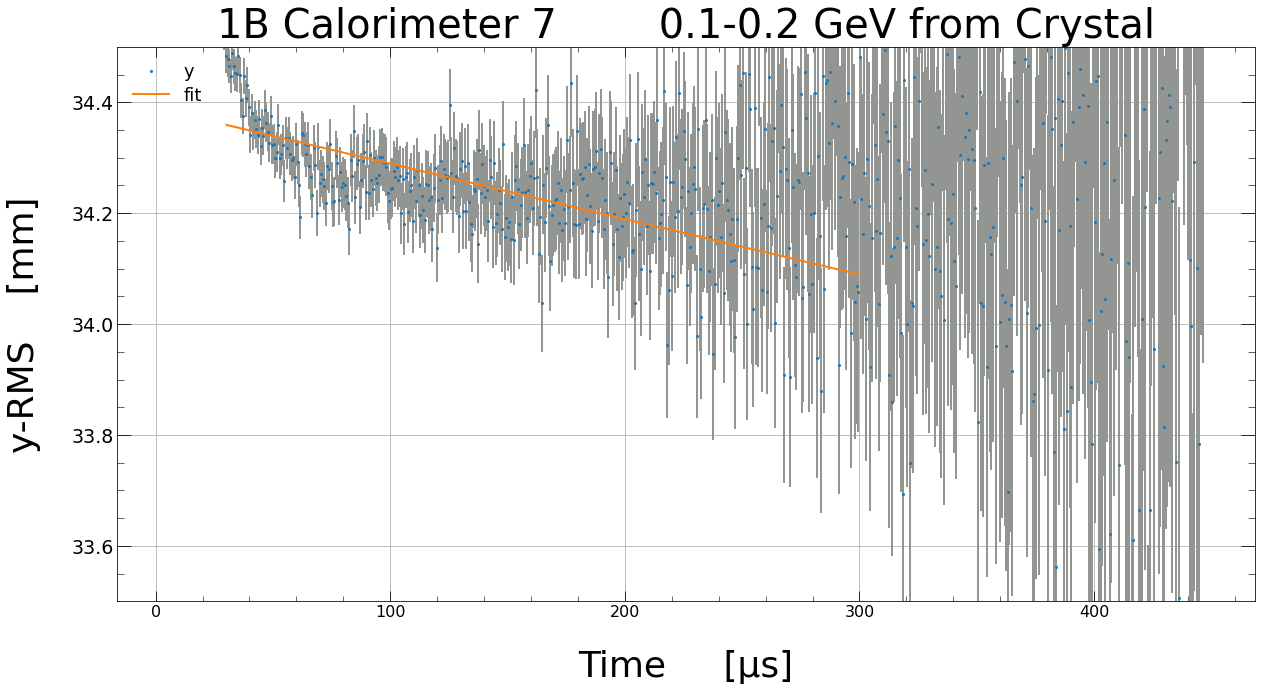 1B Calorimeter 7 0.1-0.2 GeV from Crystal
y
fit
34.4
34.2
34.0
33.8
33.6
y-RMS [mm]
0 100 200 300 400
Time [μs]